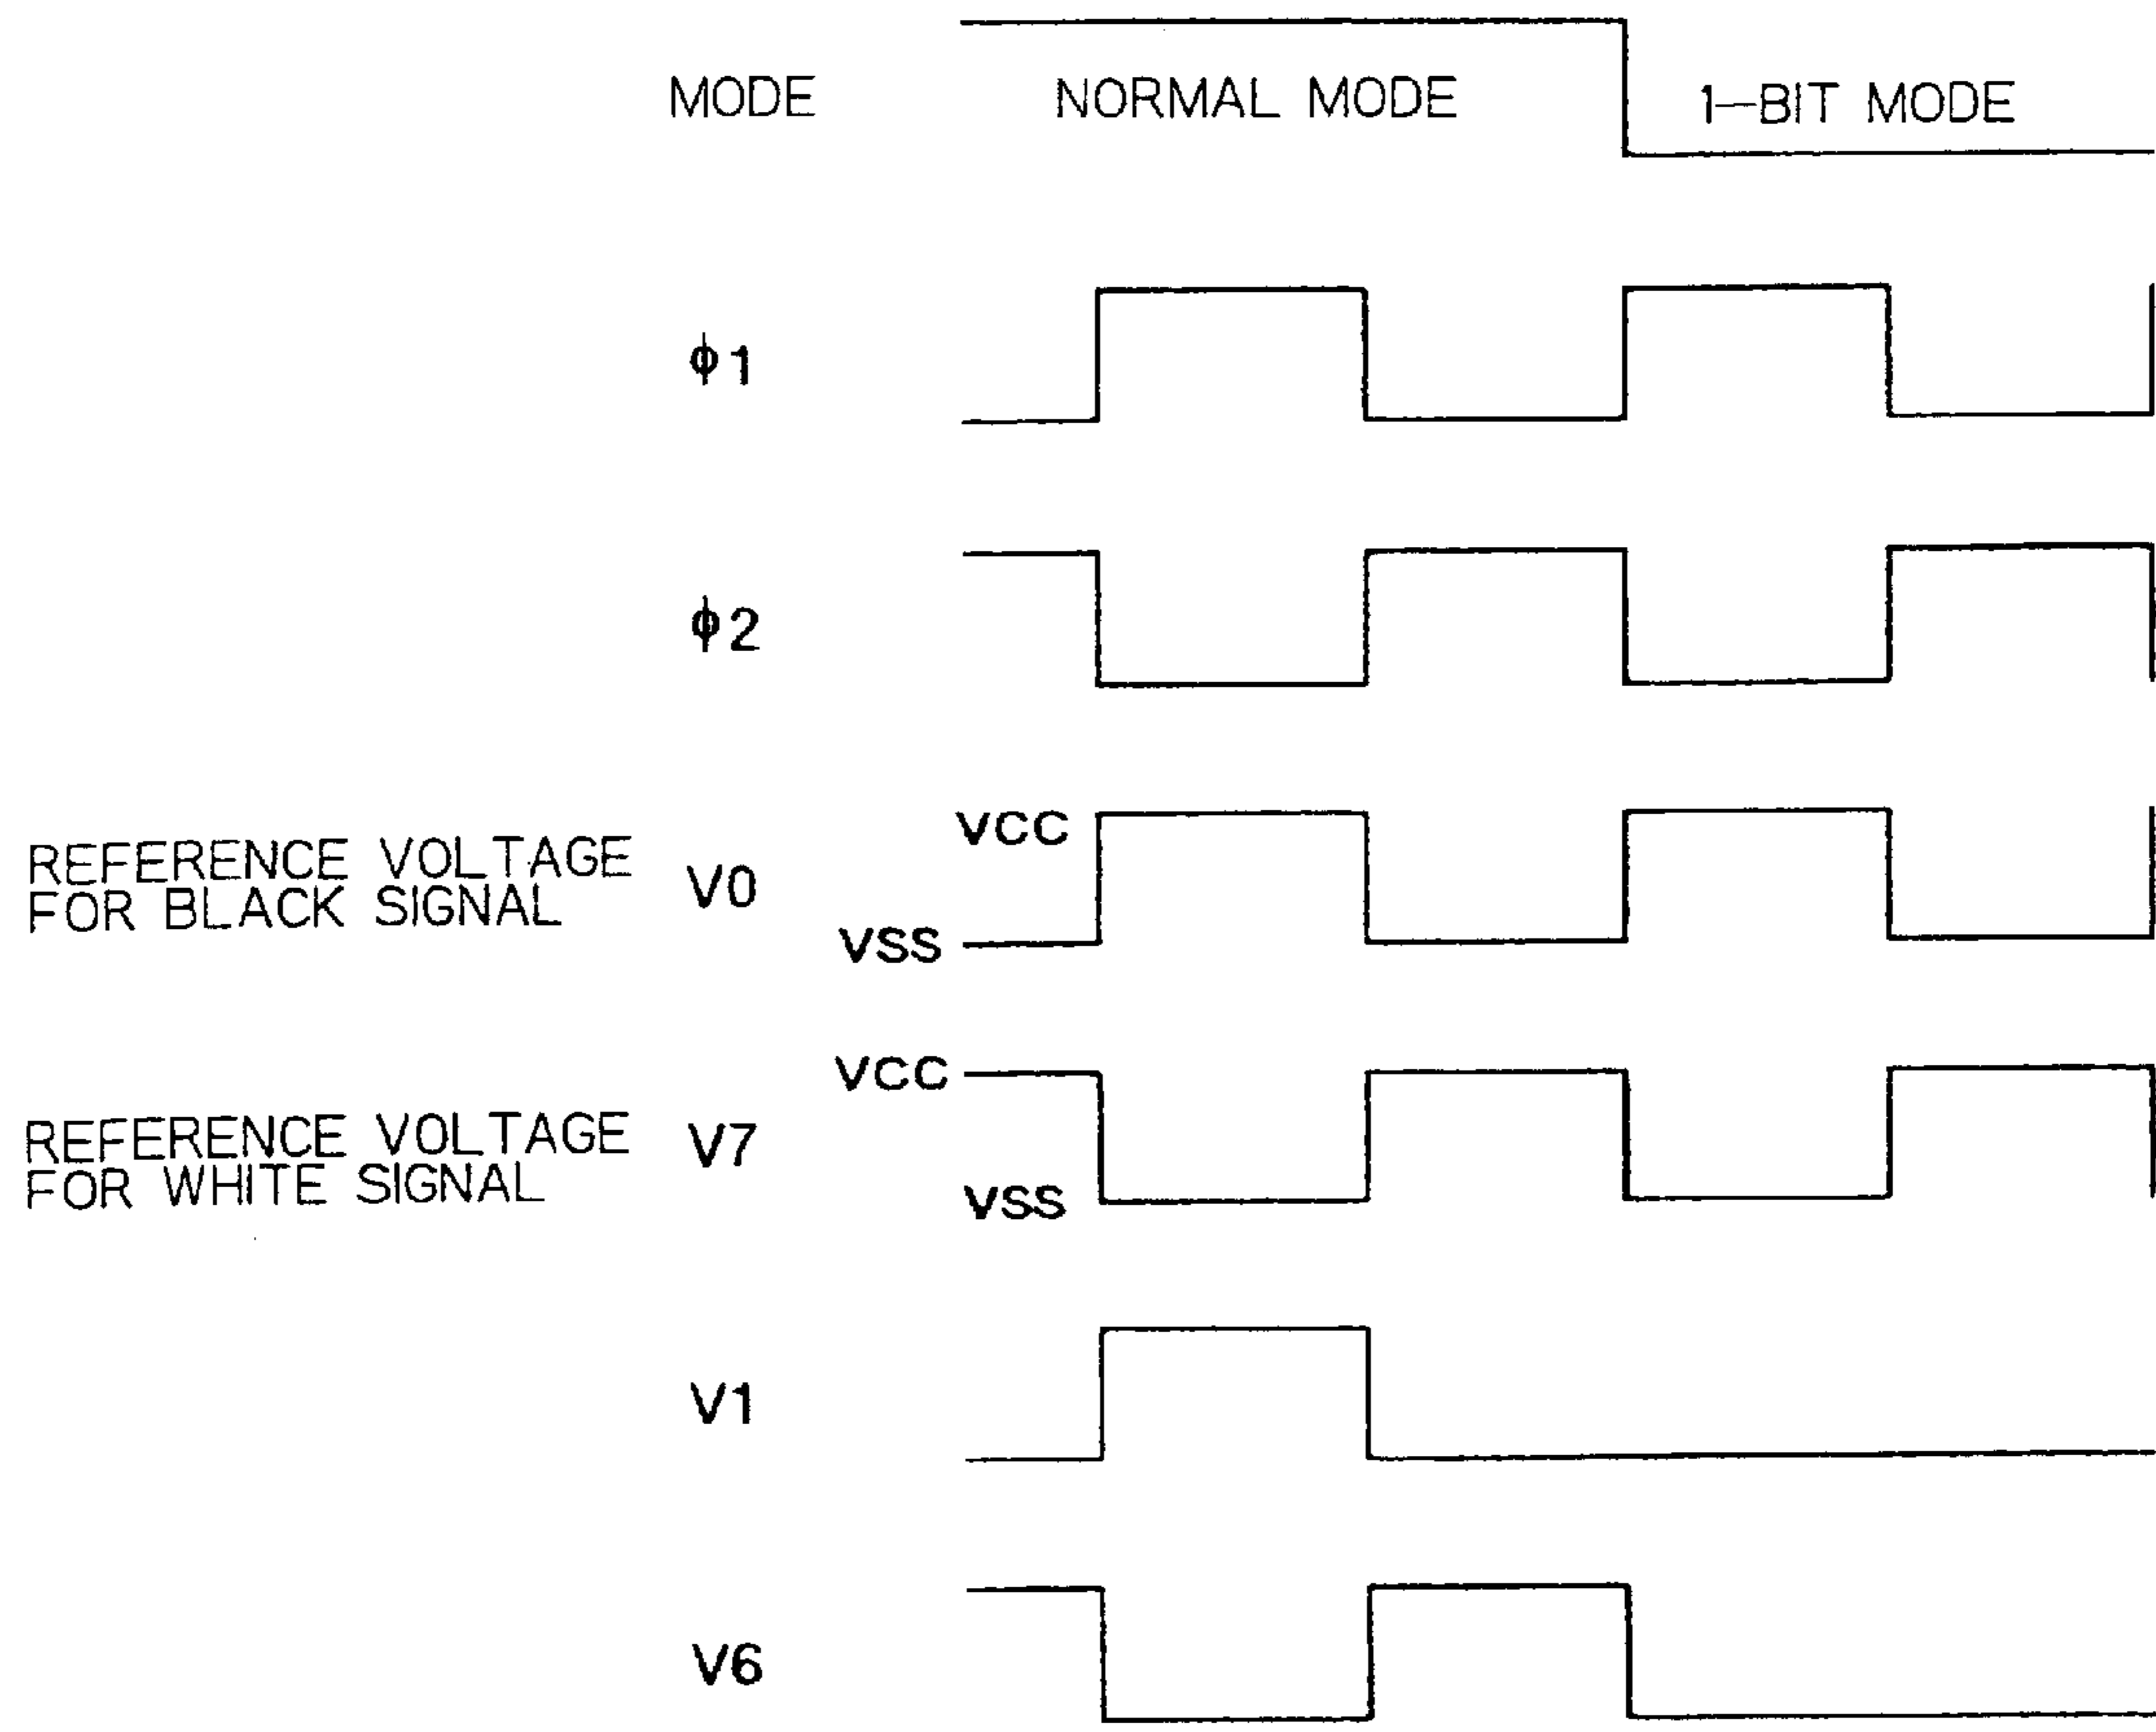 MODE NORMAL MODE 1-BIT MODE
φ1
φ2
REFERENCE VOLTAGE
FOR BLACK SIGNAL
V0
VCC
VSS
REFERENCE VOLTAGE
FOR WHITE SIGNAL
V7
VCC
VSS
V1
V6